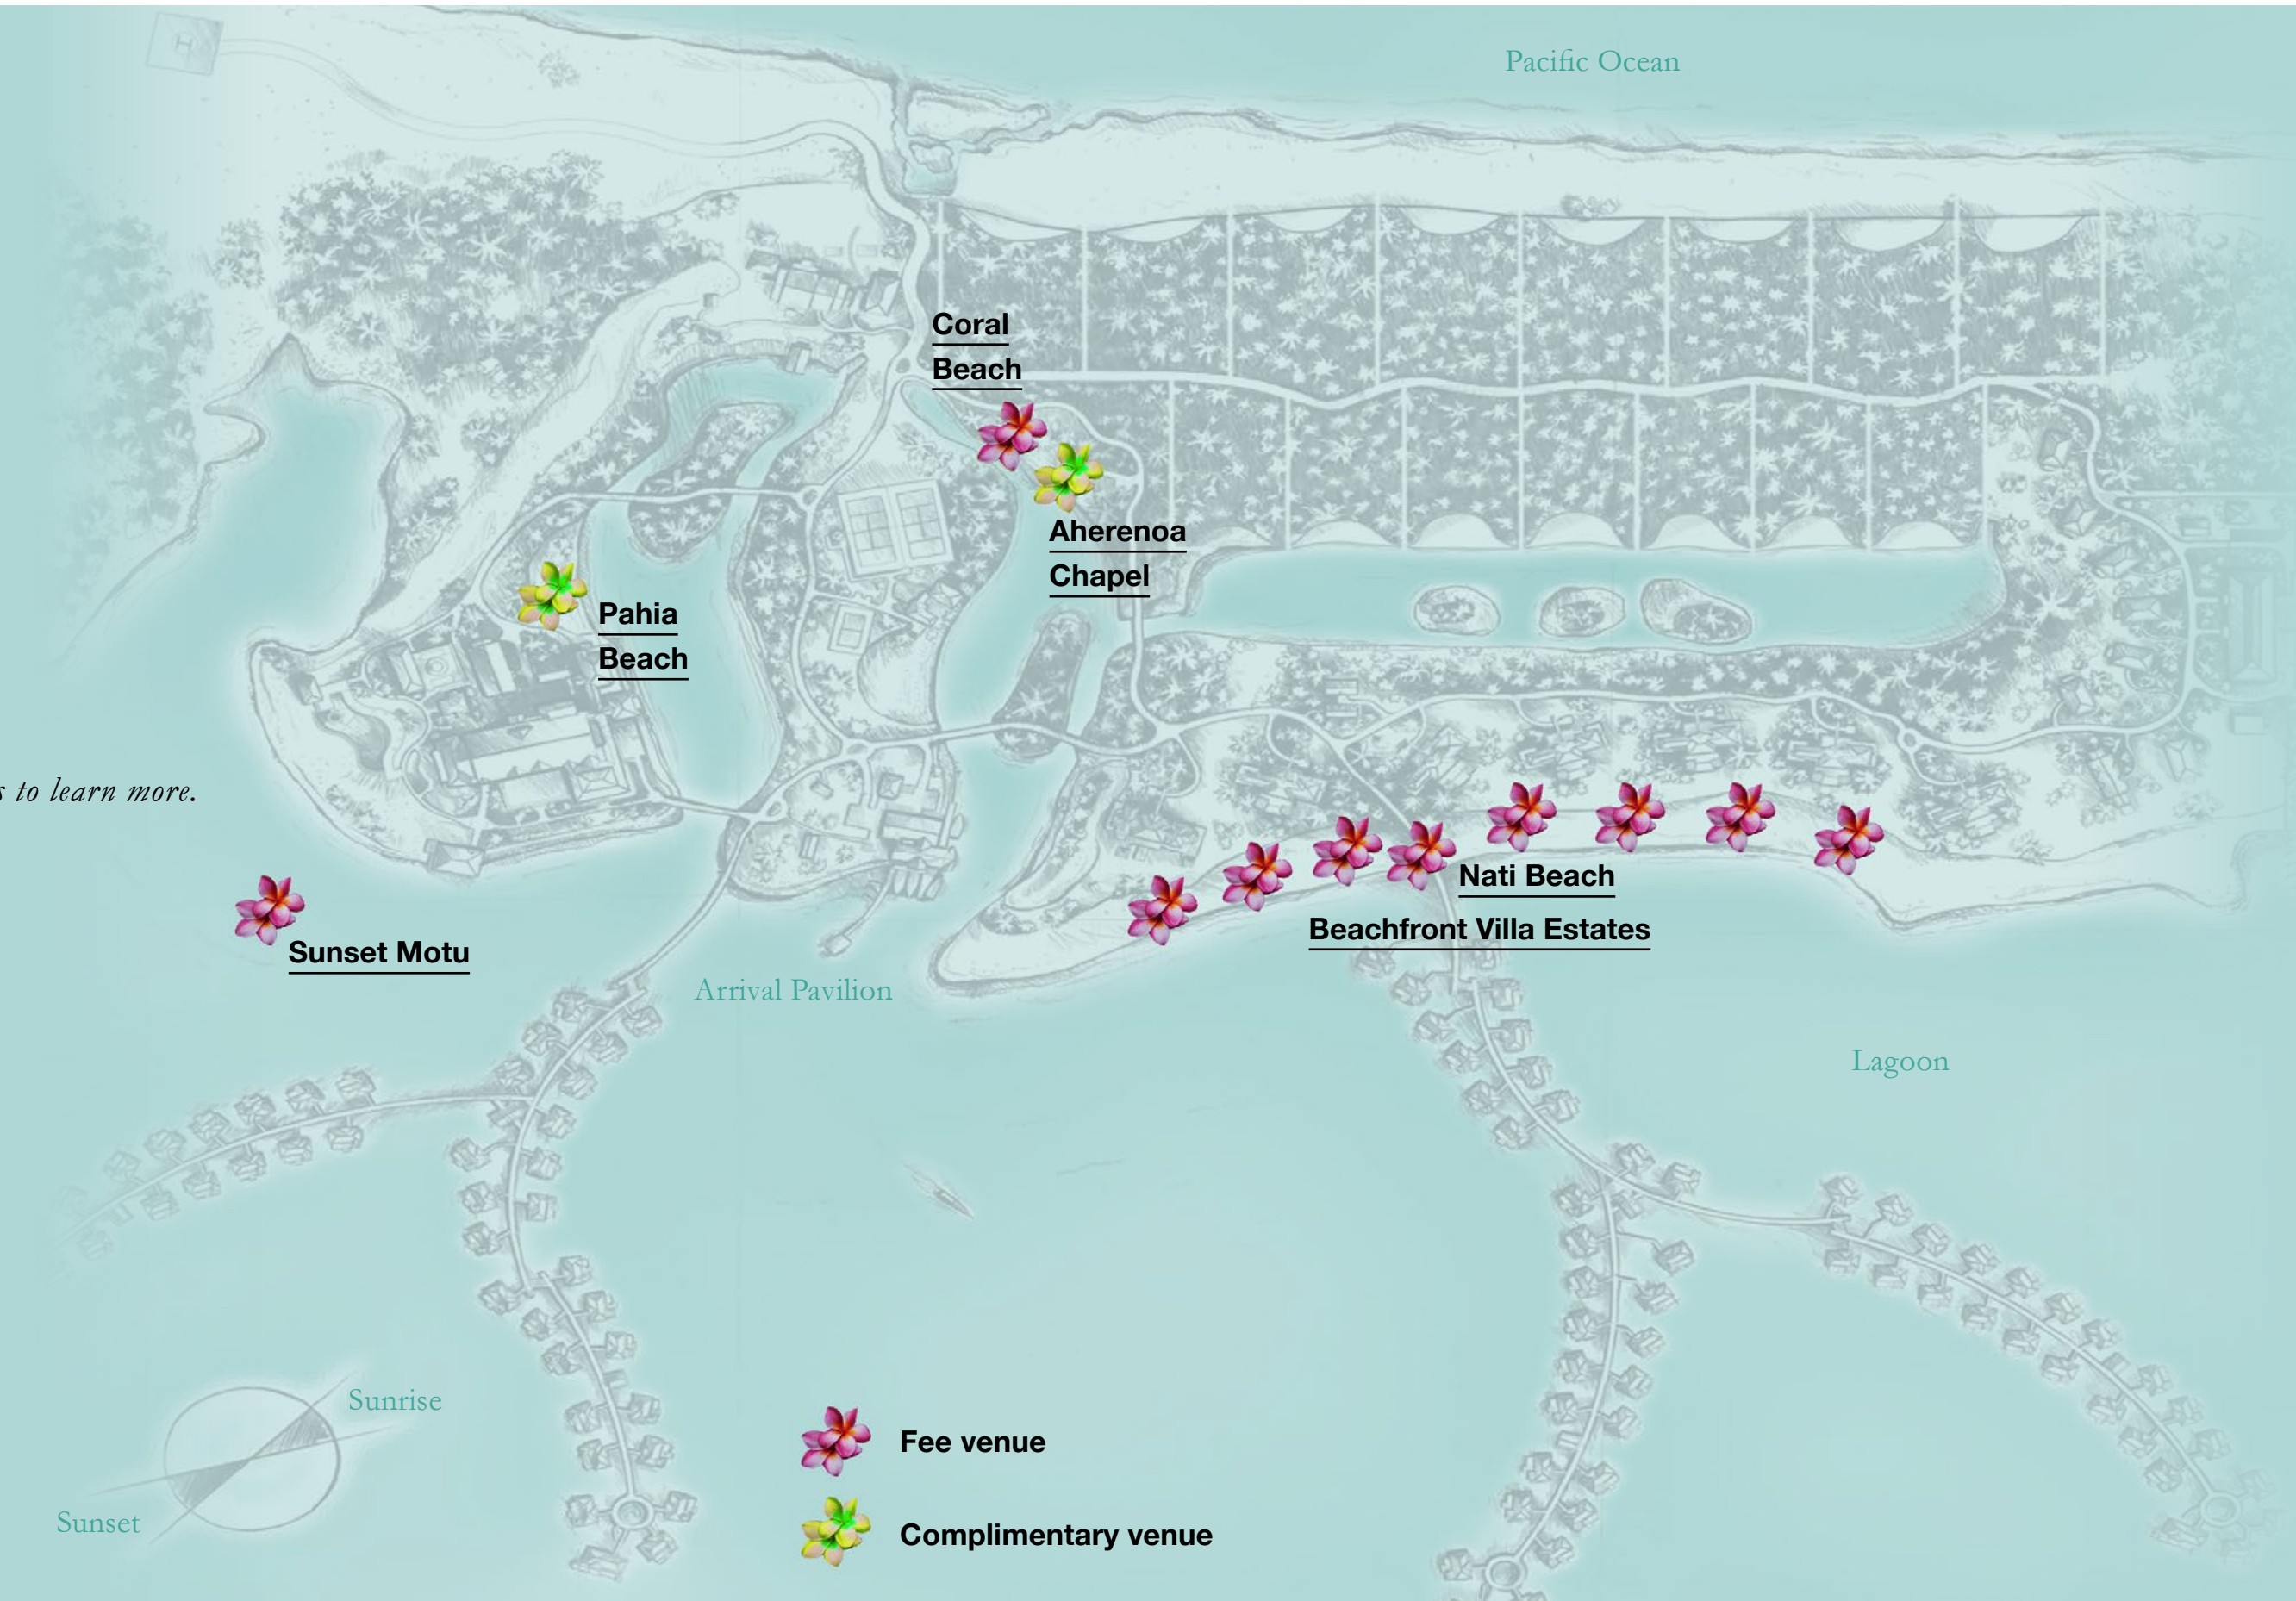 H
Pacific Ocean
Coral
Beach
Aherenoa
Chapel
Pahia
Beach
s to learn more.
Nati Beach
Beachfront Villa Estates
Sunset Motu
Arrival Pavilion
Lagoon
Sunrise
Sunset
Fee venue
Complimentary venue